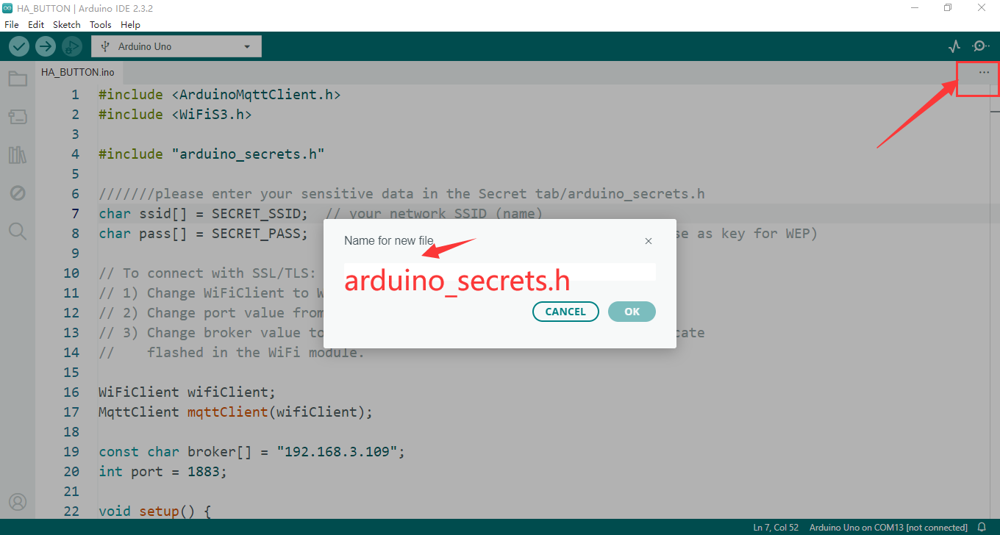 HA_BUTTON | Arduino IDE 2.3.2
File Edit Sketch Tools Help
Arduino Uno
HA_BUTTON.ino
...
1 #include <ArduinoMqttClient.h>
2 #include <WiFiS3.h>
3
4 #include "arduino_secrets.h"
5
6 ///////please enter your sensitive data in the Secret tab/arduino_secrets.h
7 char ssid[] = SECRET_SSID; // your network SSID (name)
8 char pass[] = SECRET_PASS; se as key for WEP)
9
10 // To connect with SSL/TLS:
11 // 1) Change WiFiClient to W
12 // 2) Change port value from
13 // 3) Change broker value to cate
14 // flashed in the WiFi module.
15
16 WiFiClient wifiClient;
17 MqttClient mqttClient(wifiClient);
18
19 const char broker[] = "192.168.3.109";
20 int port = 1883;
21
22 void setup() {
Name for new file
arduino_secrets.h
CANCEL OK
Ln 7, Col 52 Arduino Uno on COM13 [not connected]